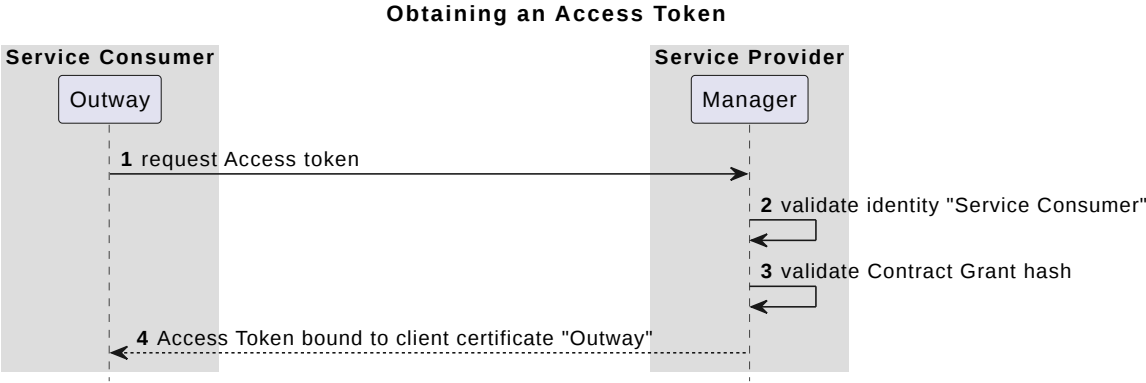 Obtaining an Access Token
Service Consumer
Service Provider
Outway
Manager
1 request Access token
2 validate identity "Service Consumer"
3 validate Contract Grant hash
4 Access Token bound to client certificate "Outway"